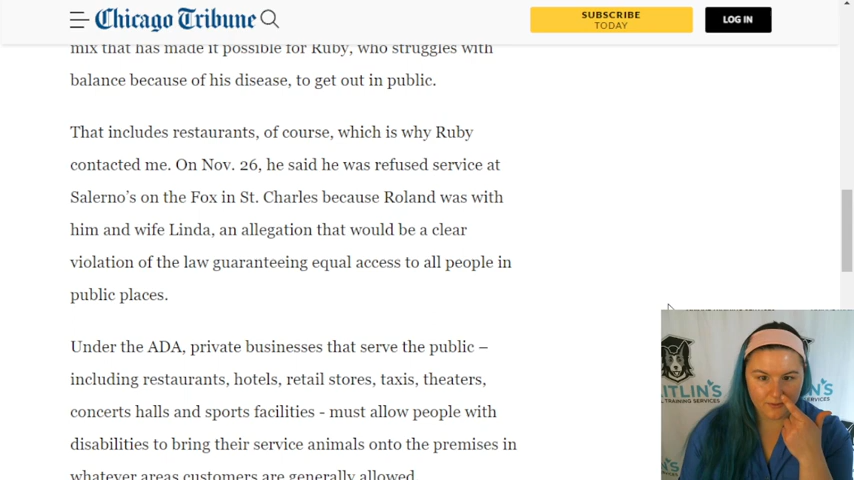 Chicago Tribune
SUBSCRIBE
TODAY
LOG IN
mix that has made it possible for Ruby, who struggles with
balance because of his disease, to get out in public.
That includes restaurants, of course, which is why Ruby
contacted me. On Nov. 26, he said he was refused service at
Salerno’s on the Fox in St. Charles because Roland was with
him and wife Linda, an allegation that would be a clear
violation of the law guaranteeing equal access to all people in
public places.
Under the ADA, private businesses that serve the public –
including restaurants, hotels, retail stores, taxis, theaters,
concerts halls and sports facilities - must allow people with
disabilities to bring their service animals onto the premises in
whatever areas customers are generally allowed
TRAINING SERVICES